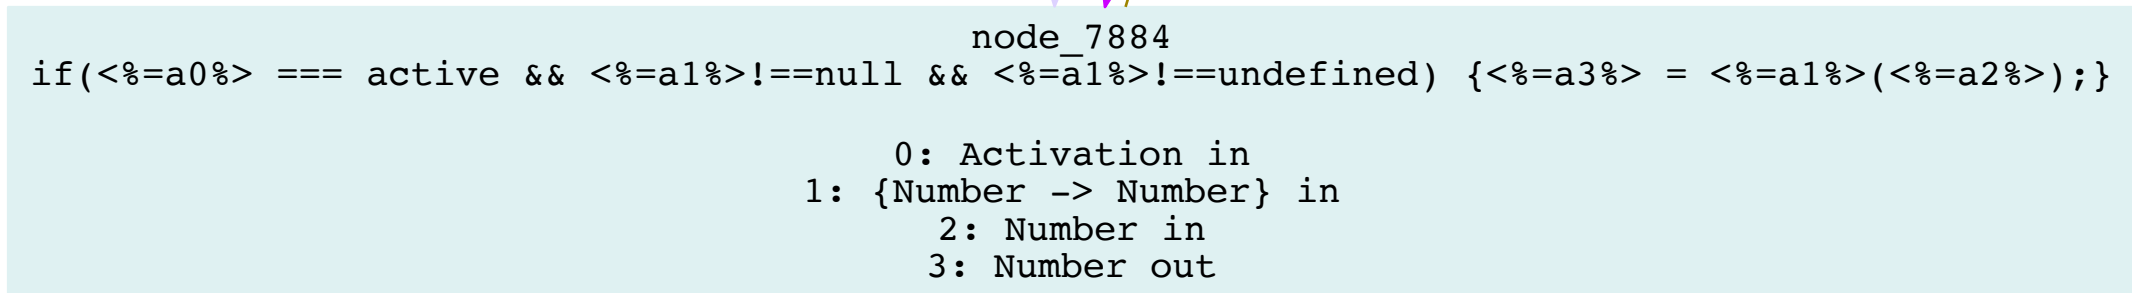 node_7884
if(<%=a0%> === active && <%=a1%>!==null && <%=a1%>!==undefined) {<%=a3%> = <%=a1%>(<%=a2%>);}
0: Activation in
1: {Number -> Number} in
2: Number in
3: Number out